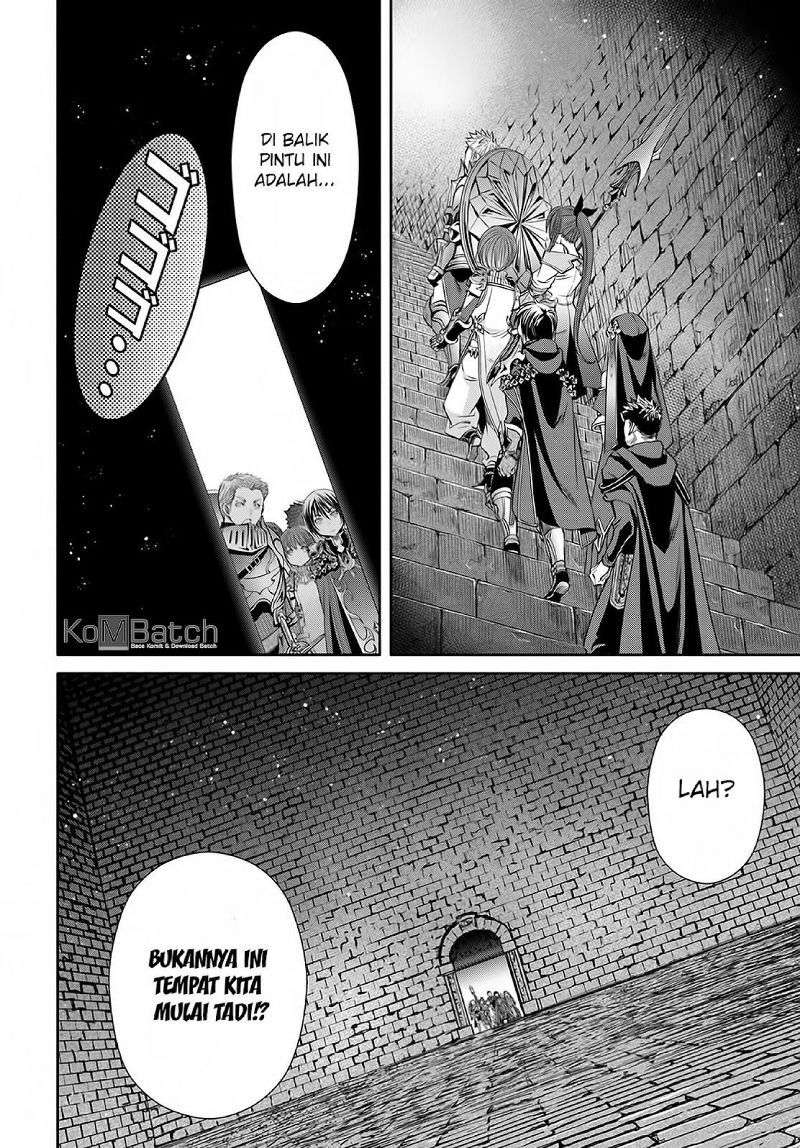 DI BALIK
PINTU INI
ADALAH...
ゴゴゴ...
KoMBatch
Baca Komik & Download Batch
LAH?
BUKANNYA INI
TEMPAT KITA
MULAI TADI!?